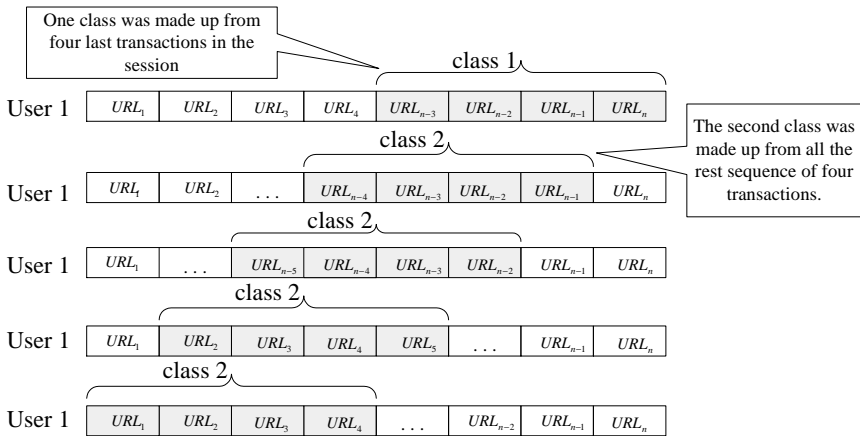 One class was made up from
four last transactions in the
session
class 1
User 1 URL₁ URL₂ URL₃ URL₄ URLₙ₋₃ URLₙ₋₂ URLₙ₋₁ URLₙ
The second class was
made up from all the
rest sequence of four
transactions.
class 2
User 1 URL₁ URL₂ ... URLₙ₋₄ URLₙ₋₃ URLₙ₋₂ URLₙ₋₁ URLₙ
class 2
User 1 URL₁ ... URLₙ₋₅ URLₙ₋₄ URLₙ₋₃ URLₙ₋₂ URLₙ₋₁ URLₙ
class 2
User 1 URL₁ URL₂ URL₃ URL₄ URL₅ ... URLₙ₋₁ URLₙ
class 2
User 1 URL₁ URL₂ URL₃ URL₄ ... URLₙ₋₂ URLₙ₋₁ URLₙ